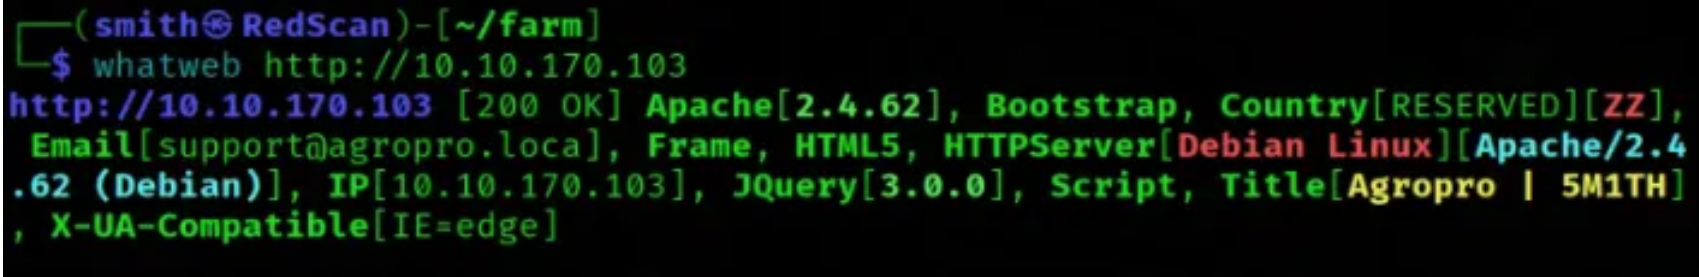 ┌──(smith㉿RedScan)-[~/farm]
└─$ whatweb http://10.10.170.103
http://10.10.170.103 [200 OK] Apache[2.4.62], Bootstrap, Country[RESERVED][ZZ],
Email[support@agropro.loca], Frame, HTML5, HTTPServer[Debian Linux][Apache/2.4
.62 (Debian)], IP[10.10.170.103], JQuery[3.0.0], Script, Title[Agropro | 5M1TH]
, X-UA-Compatible[IE=edge]